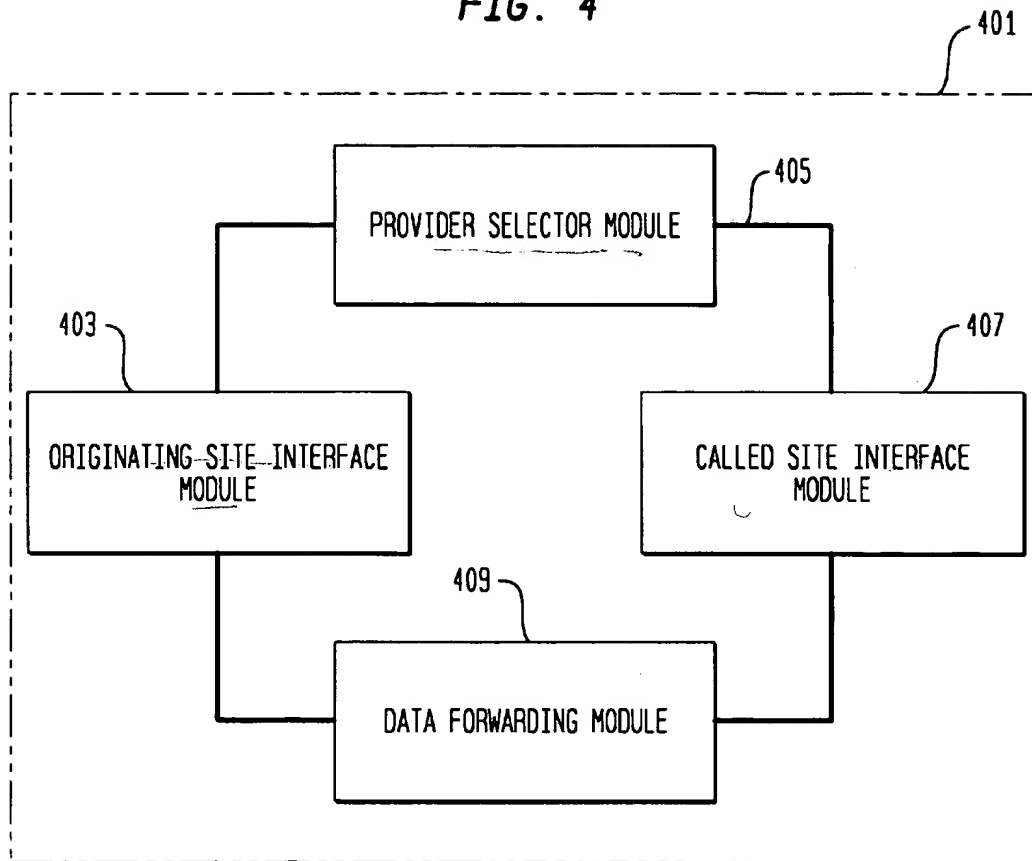 FIG. 4
401
PROVIDER SELECTOR MODULE
405
403
407
ORIGINATING SITE INTERFACE
MODULE
CALLED SITE INTERFACE
MODULE
409
DATA FORWARDING MODULE